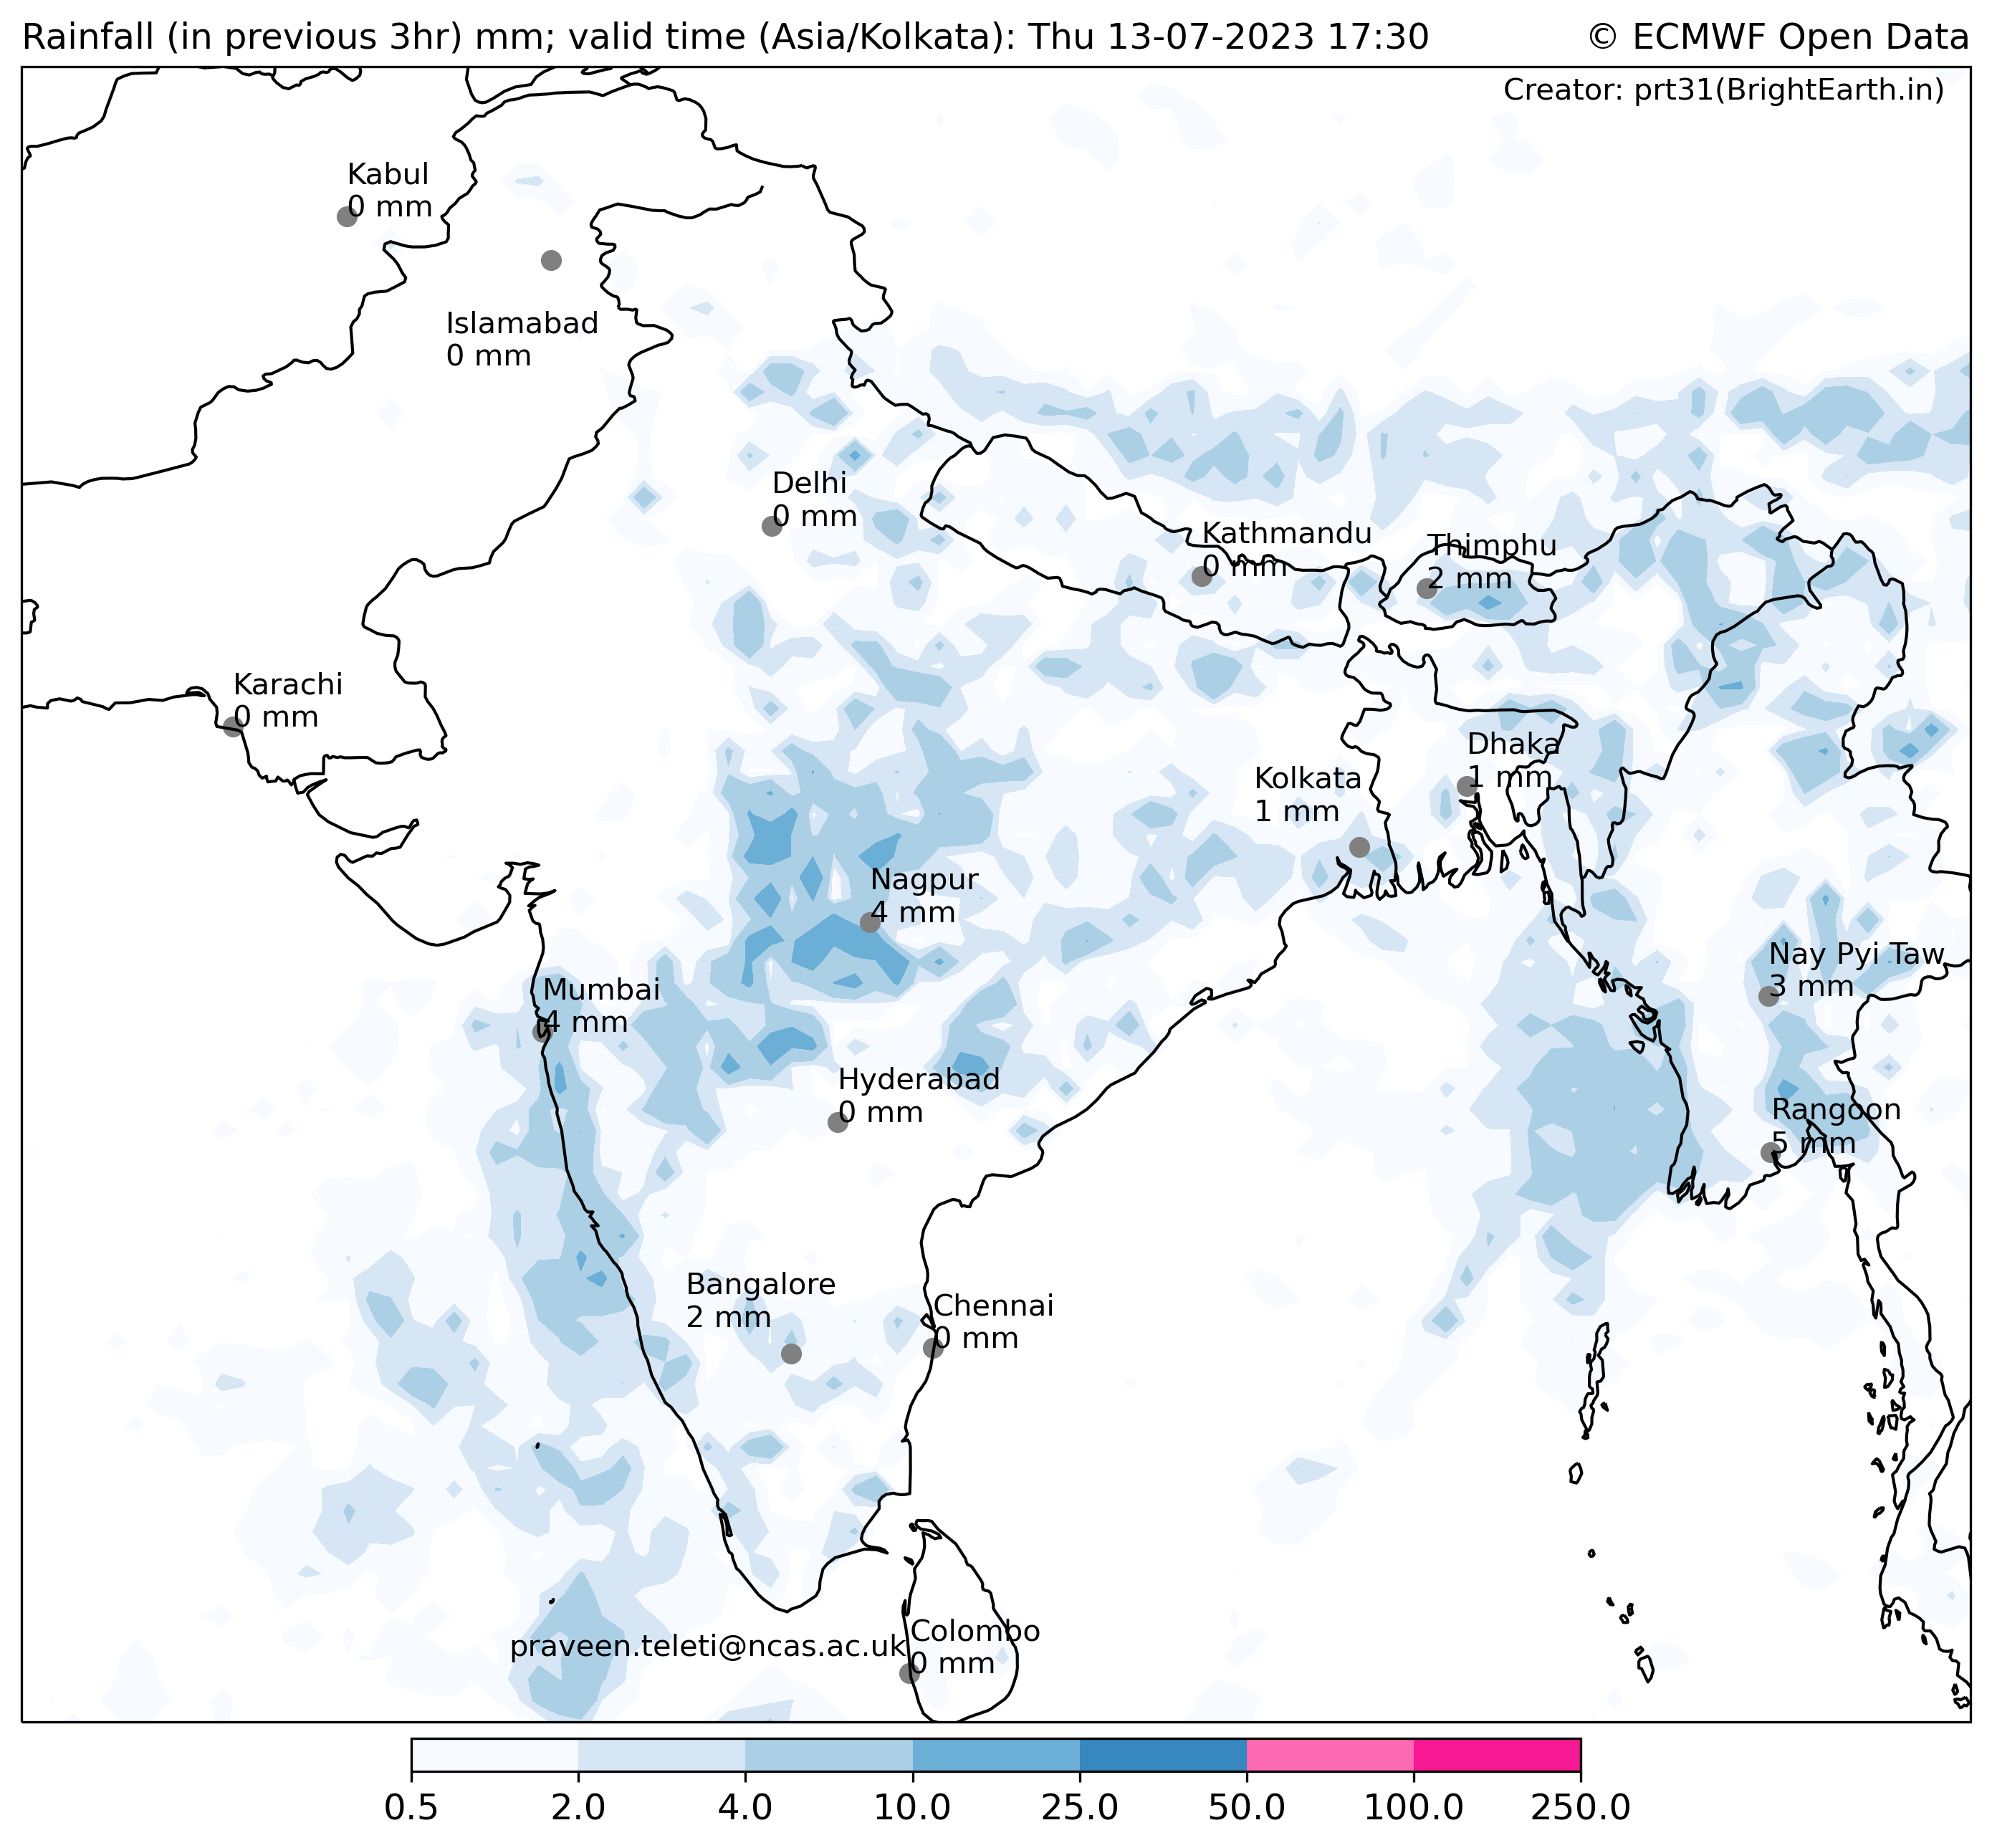 Rainfall (in previous 3hr) mm; valid time (Asia/Kolkata): Thu 13-07-2023 17:30
© ECMWF Open Data
Creator: prt31(BrightEarth.in)
Kabul
0 mm
Islamabad
0 mm
Delhi
0 mm
Kathmandu
0 mm
Thimphu
2 mm
Karachi
0 mm
Dhaka
1 mm
Kolkata
1 mm
Nagpur
4 mm
Nay Pyi Taw
3 mm
Mumbai
4 mm
Hyderabad
0 mm
Rangoon
5 mm
Bangalore
2 mm
Chennai
0 mm
Colombo
0 mm
praveen.teleti@ncas.ac.uk
0.5 2.0 4.0 10.0 25.0 50.0 100.0 250.0